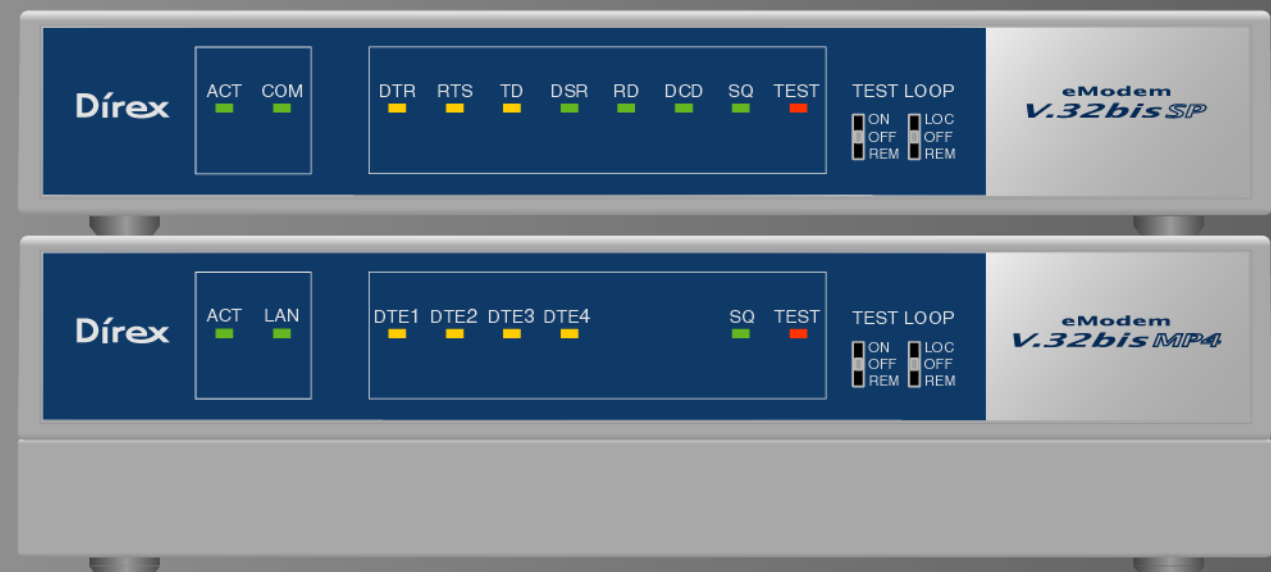 Dírex
ACT COM
DTR RTS TD DSR RD DCD SQ TEST
TEST LOOP
ON LOC
OFF OFF
REM REM
eModem
V.32bis SP
Dírex
ACT LAN
DTE1 DTE2 DTE3 DTE4 SQ TEST
TEST LOOP
ON LOC
OFF OFF
REM REM
eModem
V.32bis MP4